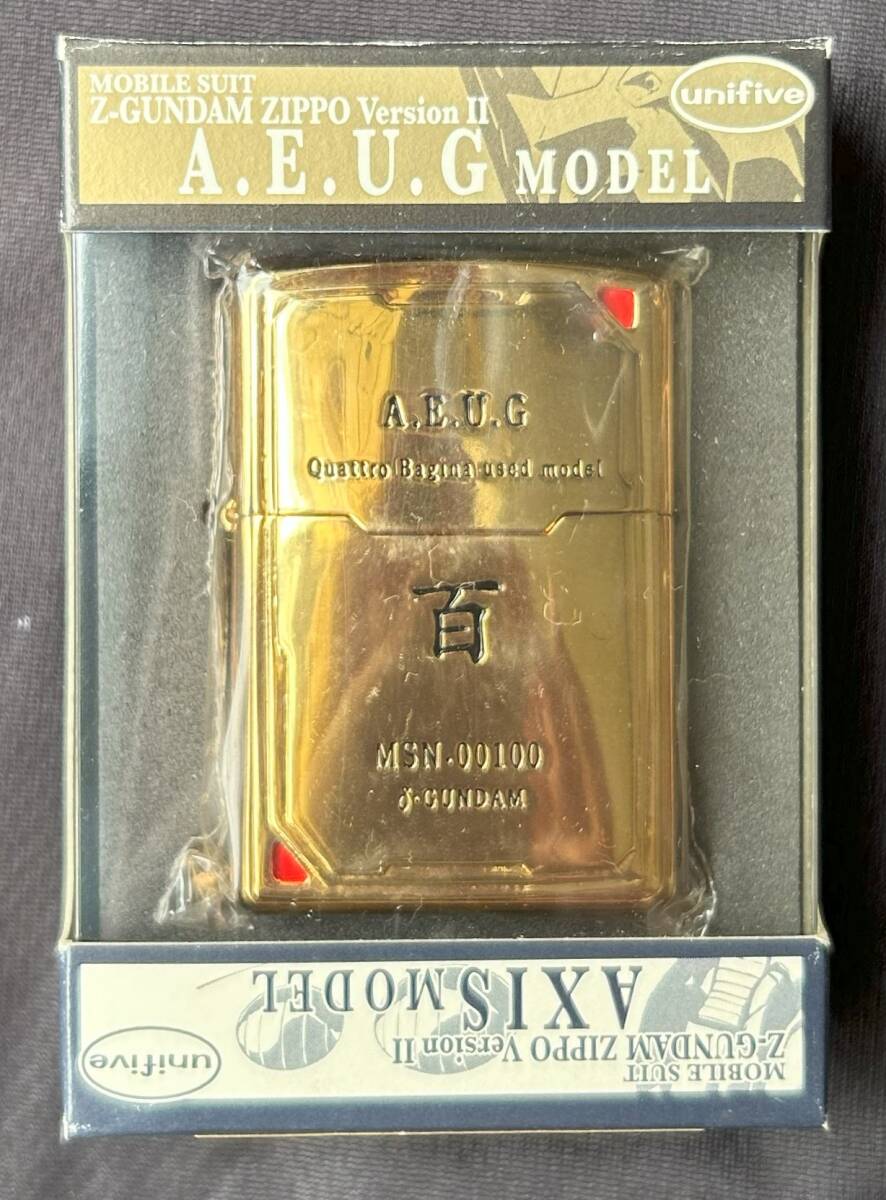 MOBILE SUIT
Z-GUNDAM ZIPPO Version II
A.E.U.G MODEL
unifive
A.E.U.G
Quattro Bagina used model
百
MSN-00100
δ-GUNDAM
MOBILE SUIT
Z-GUNDAM ZIPPO Version II
AXIS MODEL
unifive